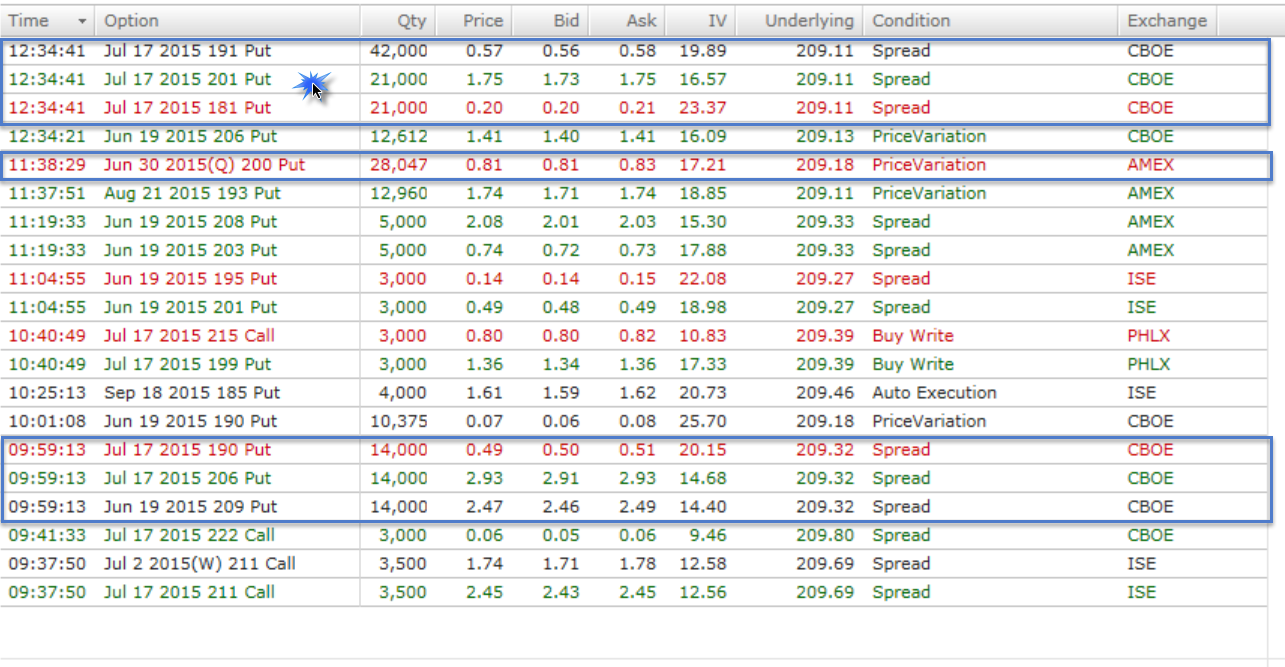 Time Option Qty Price Bid Ask IV Underlying Condition Exchange
12:34:41 Jul 17 2015 191 Put 42,000 0.57 0.56 0.58 19.89 209.11 Spread CBOE
12:34:41 Jul 17 2015 201 Put 21,000 1.75 1.73 1.75 16.57 209.11 Spread CBOE
12:34:41 Jul 17 2015 181 Put 21,000 0.20 0.20 0.21 23.37 209.11 Spread CBOE
12:34:21 Jun 19 2015 206 Put 12,612 1.41 1.40 1.41 16.09 209.13 PriceVariation CBOE
11:38:29 Jun 30 2015(Q) 200 Put 28,047 0.81 0.81 0.83 17.21 209.18 PriceVariation AMEX
11:37:51 Aug 21 2015 193 Put 12,960 1.74 1.71 1.74 18.85 209.11 PriceVariation AMEX
11:19:33 Jun 19 2015 208 Put 5,000 2.08 2.01 2.03 15.30 209.33 Spread AMEX
11:19:33 Jun 19 2015 203 Put 5,000 0.74 0.72 0.73 17.88 209.33 Spread AMEX
11:04:55 Jun 19 2015 195 Put 3,000 0.14 0.14 0.15 22.08 209.27 Spread ISE
11:04:55 Jun 19 2015 201 Put 3,000 0.49 0.48 0.49 18.98 209.27 Spread ISE
10:40:49 Jul 17 2015 215 Call 3,000 0.80 0.80 0.82 10.83 209.39 Buy Write PHLX
10:40:49 Jul 17 2015 199 Put 3,000 1.36 1.34 1.36 17.33 209.39 Buy Write PHLX
10:25:13 Sep 18 2015 185 Put 4,000 1.61 1.59 1.62 20.73 209.46 Auto Execution ISE
10:01:08 Jun 19 2015 190 Put 10,375 0.07 0.06 0.08 25.70 209.18 PriceVariation CBOE
09:59:13 Jul 17 2015 190 Put 14,000 0.49 0.50 0.51 20.15 209.32 Spread CBOE
09:59:13 Jul 17 2015 206 Put 14,000 2.93 2.91 2.93 14.68 209.32 Spread CBOE
09:59:13 Jun 19 2015 209 Put 14,000 2.47 2.46 2.49 14.40 209.32 Spread CBOE
09:41:33 Jul 17 2015 222 Call 3,000 0.06 0.05 0.06 9.46 209.80 Spread CBOE
09:37:50 Jul 2 2015(W) 211 Call 3,500 1.74 1.71 1.78 12.58 209.69 Spread ISE
09:37:50 Jul 17 2015 211 Call 3,500 2.45 2.43 2.45 12.56 209.69 Spread ISE